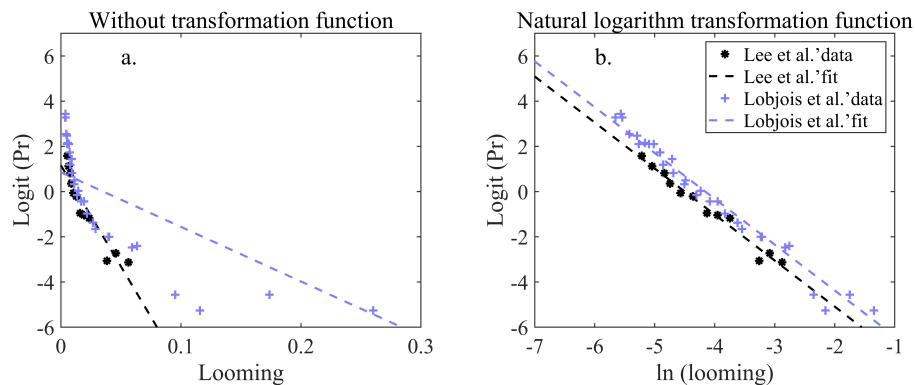 Without transformation function
a.
6
4
2
0
-2
-4
-6
Logit (Pr)
0
0.1
0.2
0.3
Looming
Natural logarithm transformation function
b.
Lee et al.'data
Lee et al.'fit
Lobjois et al.'data
Lobjois et al.'fit
6
4
2
0
-2
-4
-6
Logit (Pr)
-7
-6
-5
-4
-3
-2
-1
ln (looming)